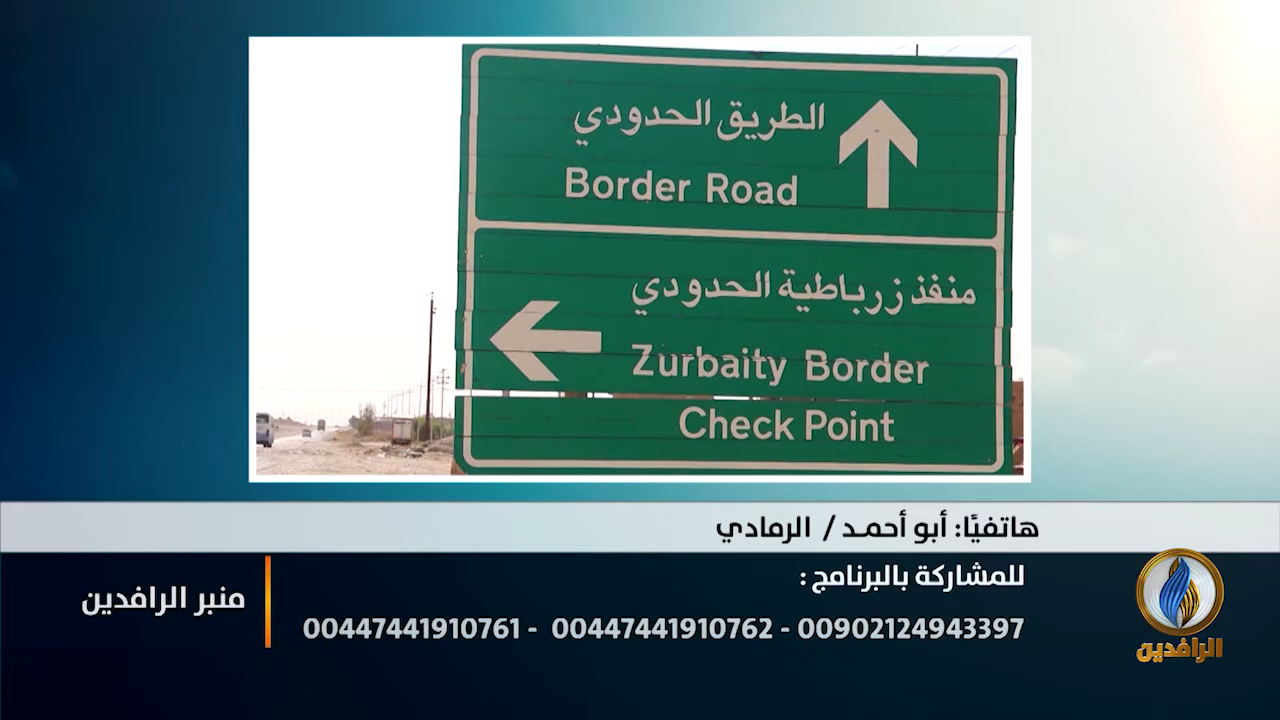 الطريق الحدودي
Border Road
منفذ زرباطية الحدودي
Zurbaity Border
Check Point
هاتفيًا: أبو أحمد / الرمادي
للمشاركة بالبرنامج :
00447441910761 - 00447441910762 - 00902124943397
منبر الرافدين
الرافدين